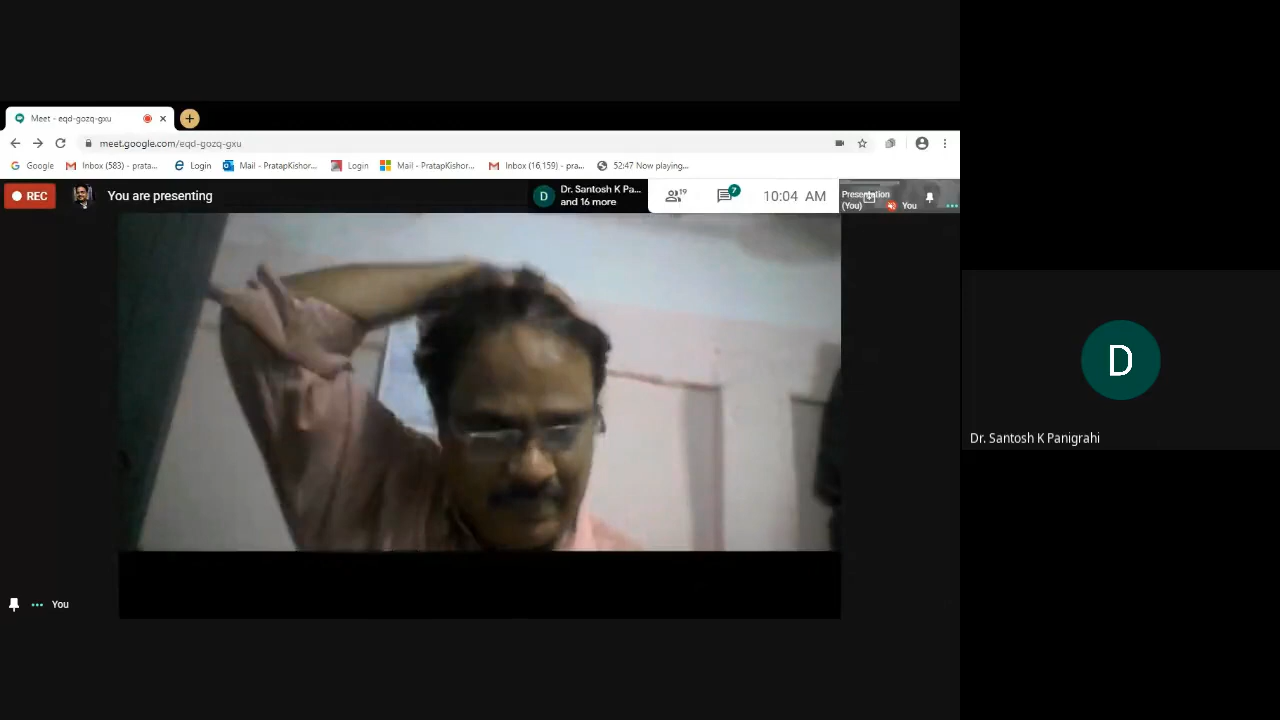 Meet - eqd-gozq-gxu
meet.google.com/eqd-gozq-gxu
Google Inbox (583) - prata... Login Mail - PratapKishor... Login Mail - PratapKishor... Inbox (16,159) - pra... 52:47 Now playing...
REC You are presenting D Dr. Santosh K Pa... and 16 more 19 7 10:04 AM
Presentation (You) You
D
Dr. Santosh K Panigrahi
You